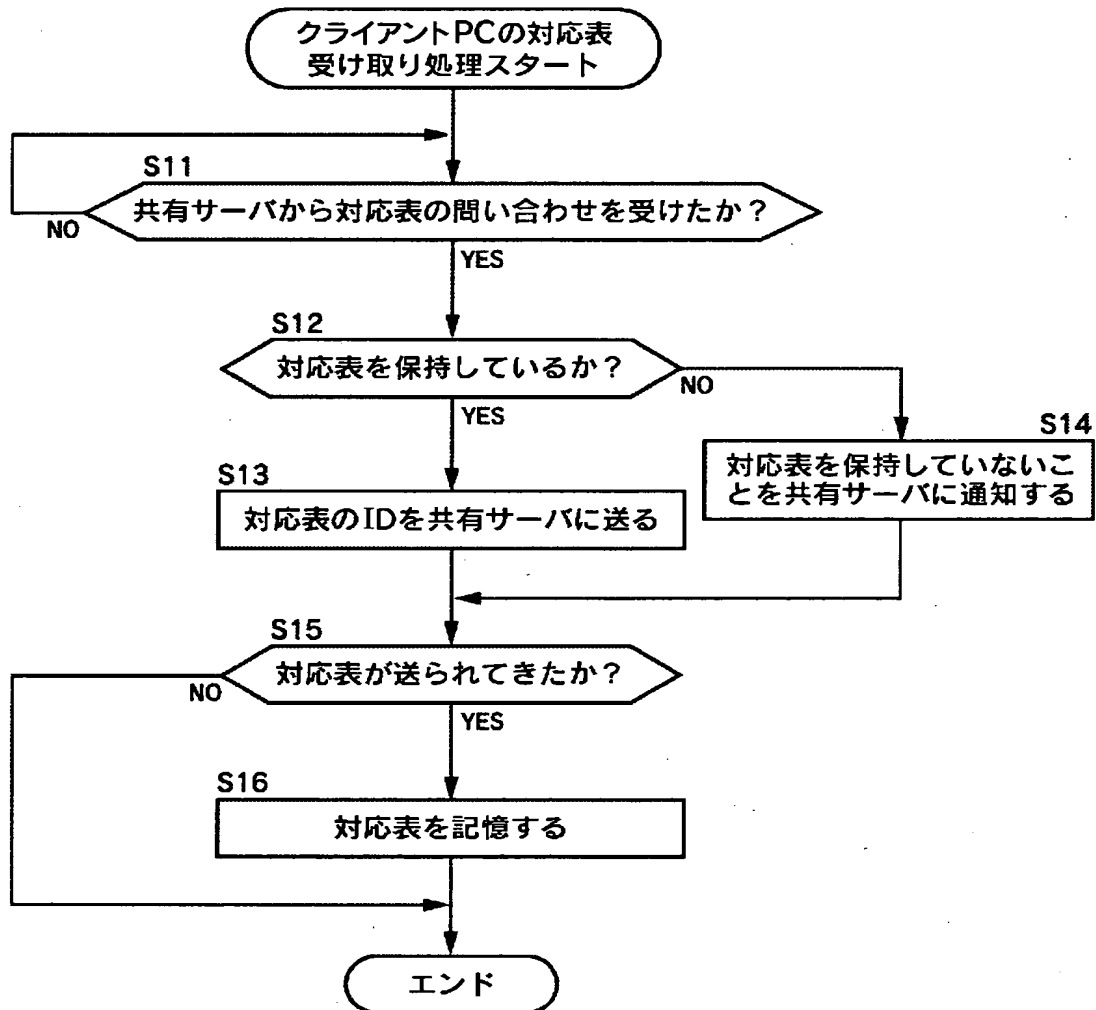 クライアントPCの対応表
受け取り処理スタート
S11
共有サーバから対応表の問い合わせを受けたか?
NO
YES
S12
対応表を保持しているか?
NO
YES
S14
対応表を保持していないこ
とを共有サーバに通知する
S13
対応表のIDを共有サーバに送る
S15
対応表が送られてきたか?
NO
YES
S16
対応表を記憶する
エンド